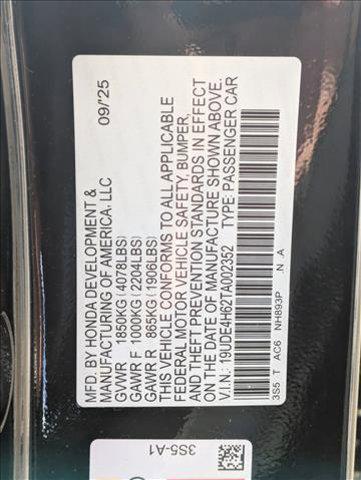 MFD. BY HONDA DEVELOPMENT & 09/'25
MANUFACTURING OF AMERICA, LLC
GVWR 1850KG (4078LBS)
GAWR F 1000KG (2204LBS)
GAWR R 865KG (1906LBS)
THIS VEHICLE CONFORMS TO ALL APPLICABLE
FEDERAL MOTOR VEHICLE SAFETY, BUMPER,
AND THEFT PREVENTION STANDARDS IN EFFECT
ON THE DATE OF MANUFACTURE SHOWN ABOVE.
V.I.N.: 19UDE4H62TA002352 TYPE: PASSENGER CAR
3S5 T AC6 NH893P .N .A
3S5-A1